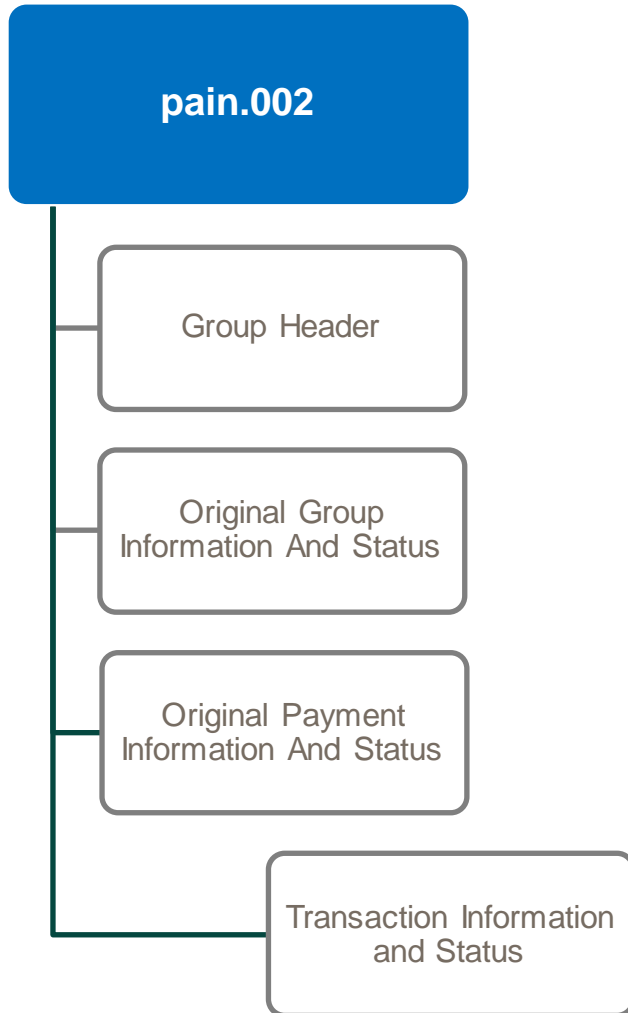 pain.002
Group Header
Original Group
Information And Status
Original Payment
Information And Status
Transaction Information
and Status